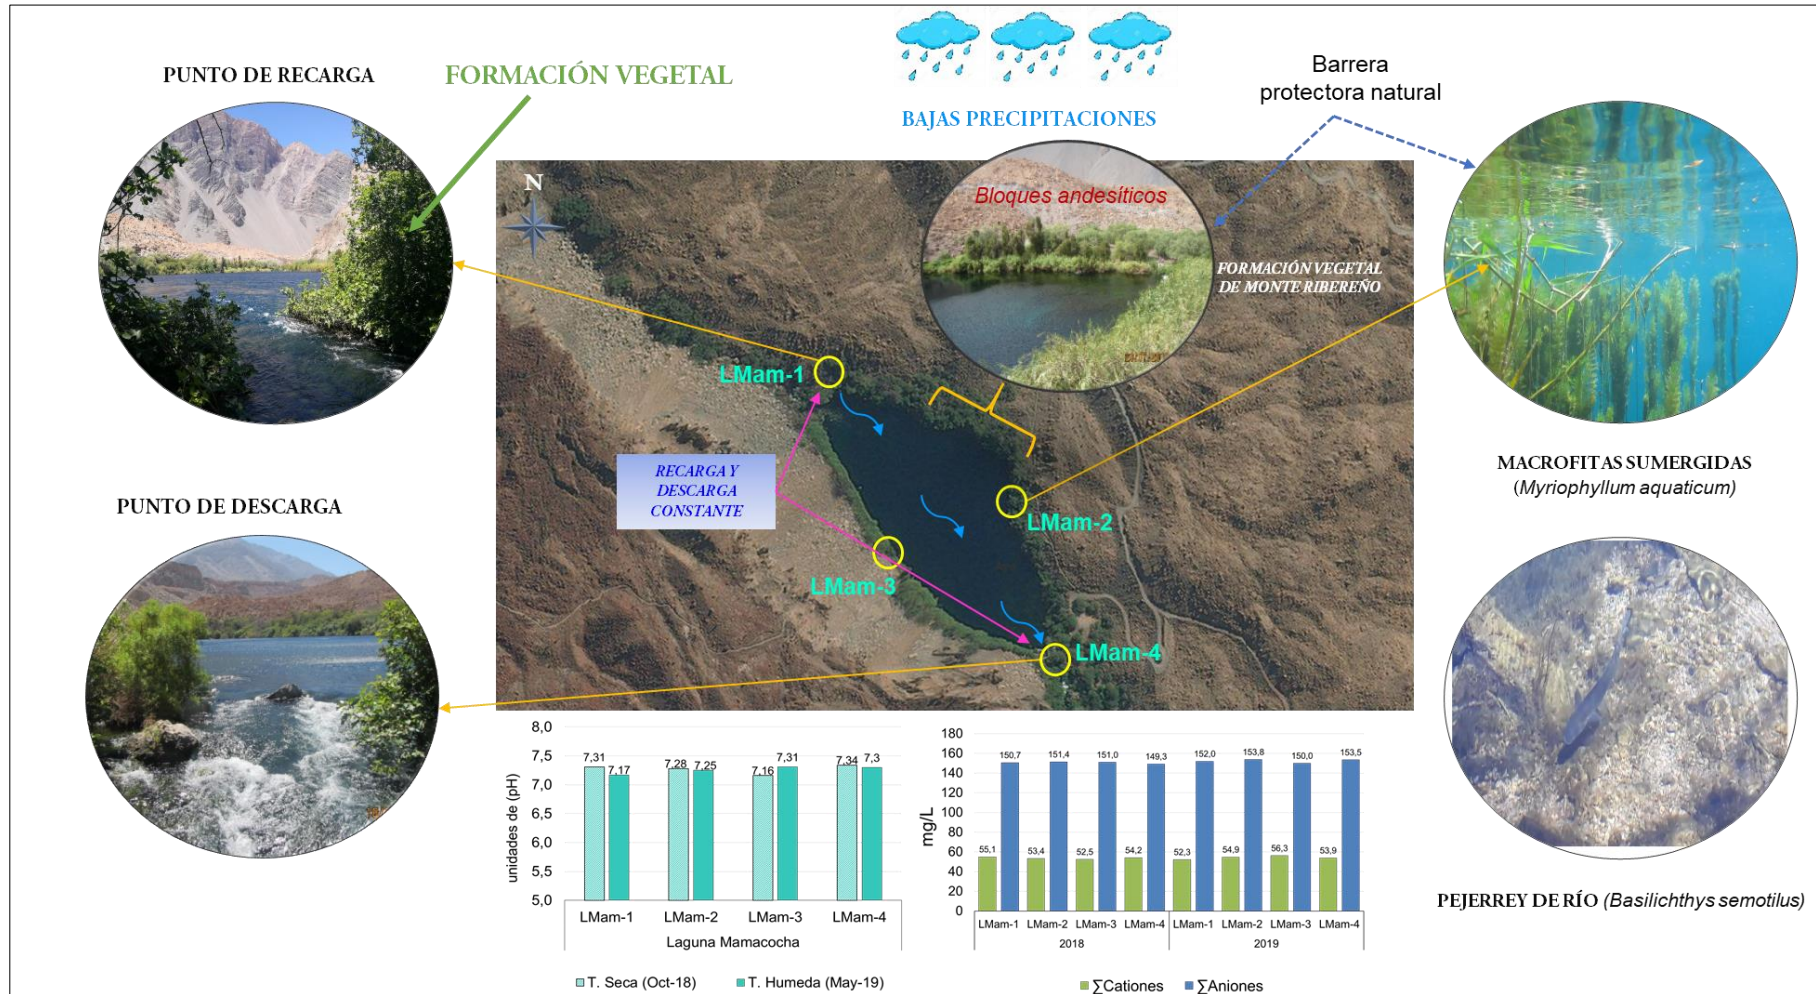 PUNTO DE RECARGA
FORMACIÓN VEGETAL
BAJAS PRECIPITACIONES
Barrera
protectora natural
N
Bloques andesíticos
FORMACIÓN VEGETAL
DE MONTE RIBEREÑO
LMam-1
RECARGA Y
DESCARGA
CONSTANTE
LMam-2
LMam-3
LMam-4
MACROFITAS SUMERGIDAS
(Myriophyllum aquaticum)
PUNTO DE DESCARGA
PEJERREY DE RÍO (Basilichthys semotilus)
unidades de (pH)
8,0
7,5
7,0
6,5
6,0
5,5
5,0
7,31 7,17 7,28 7,25 7,16 7,31 7,34 7,3
LMam-1 LMam-2 LMam-3 LMam-4
Laguna Mamacocha
T. Seca (Oct-18) T. Humeda (May-19)
mg/L
180
160
140
120
100
80
60
40
20
0
150,7 151,4 151,0 149,3 152,0 153,8 150,0 153,5
55,1 53,4 52,5 54,2 52,3 54,9 56,3 53,9
LMam-1 LMam-2 LMam-3 LMam-4 LMam-1 LMam-2 LMam-3 LMam-4
2018 2019
∑Cationes ∑Aniones